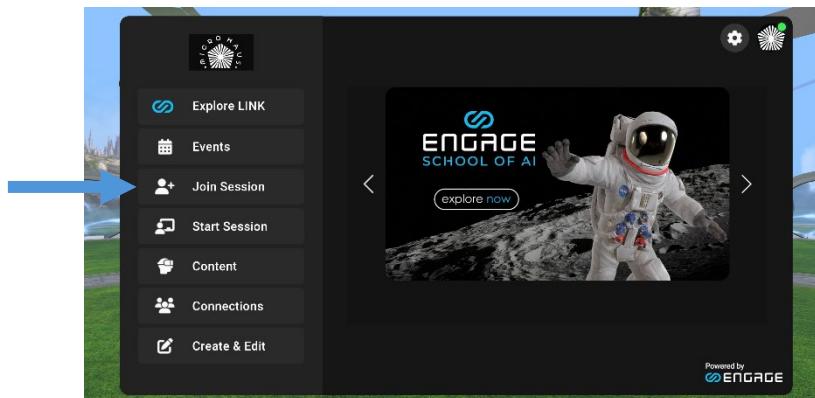 MICROHAUS
Explore LINK
Events
Join Session
Start Session
Content
Connections
Create & Edit
ENGAGE
SCHOOL OF AI
explore now
Powered by
ENGAGE